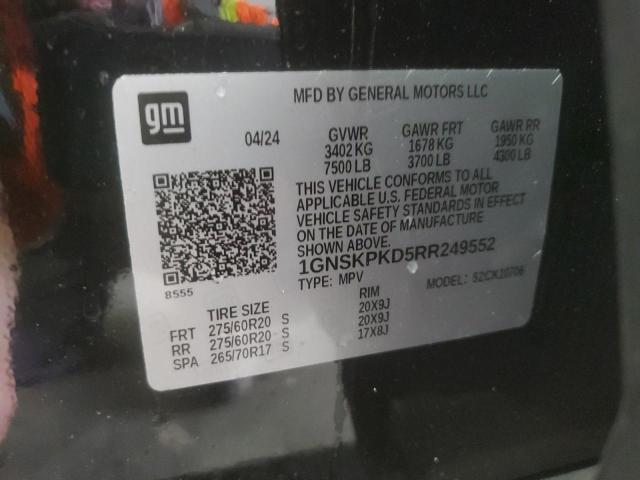 gm
MFD BY GENERAL MOTORS LLC
04/24 GVWR GAWR FRT GAWR RR
3402 KG 1678 KG 1950 KG
7500 LB 3700 LB 4300 LB
THIS VEHICLE CONFORMS TO ALL
APPLICABLE U.S. FEDERAL MOTOR
VEHICLE SAFETY STANDARDS IN EFFECT
ON THE DATE OF MANUFACTURE
SHOWN ABOVE.
1GNSKPKD5RR249552
TYPE: MPV MODEL: S2CK10706
8555
TIRE SIZE RIM
FRT 275/60R20 S 20X9J
RR 275/60R20 S 20X9J
SPA 265/70R17 S 17X8J